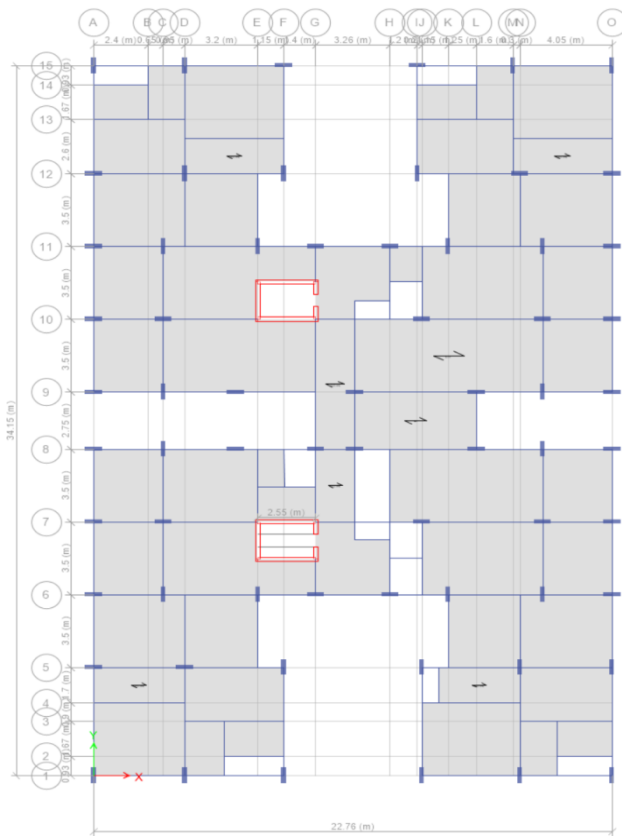 A B C D E F G H I J K L M N O
2.4 (m) 3.2 (m) 1.15 (m) 3.26 (m) 4.05 (m)
15
14
13
2.6 (m)
12
3.5 (m)
11
3.5 (m)
10
3.5 (m)
34.15 (m)
9
2.75 (m)
8
3.5 (m)
2.55 (m)
7
3.5 (m)
6
3.5 (m)
5
4
3
Y
2
1
X
22.76 (m)